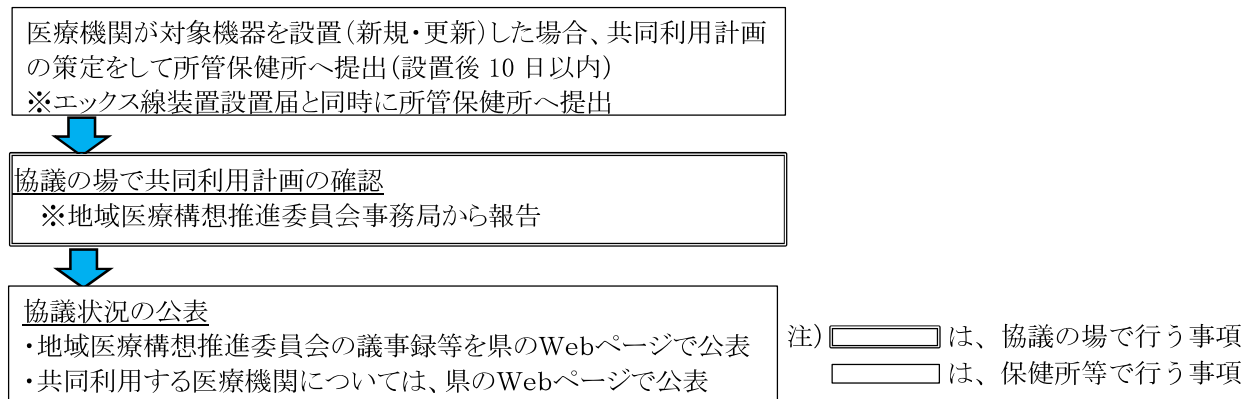 医療機関が対象機器を設置（新規・更新）した場合、共同利用計画
の策定をして所管保健所へ提出（設置後 10 日以内）
※エックス線装置設置届と同時に所管保健所へ提出
協議の場で共同利用計画の確認
※地域医療構想推進委員会事務局から報告
協議状況の公表
・地域医療構想推進委員会の議事録等を県のWebページで公表
・共同利用する医療機関については、県のWebページで公表
注） は、協議の場で行う事項
は、保健所等で行う事項